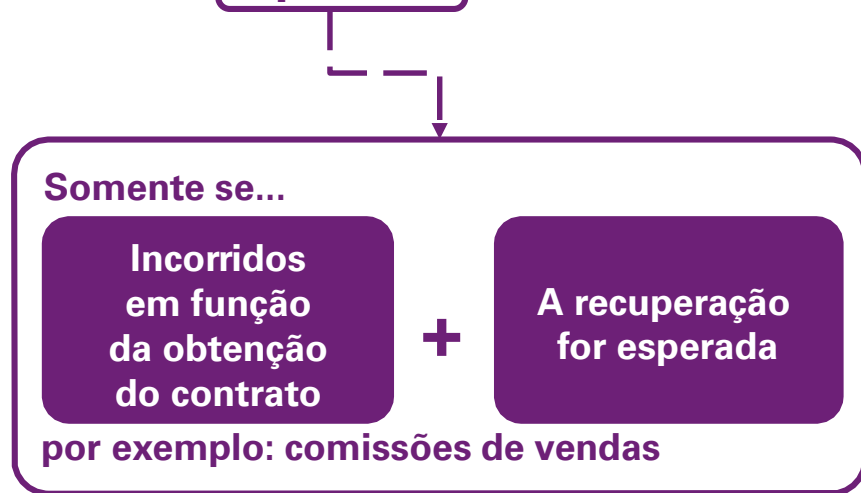 Somente se...
Incorridos
em função
da obtenção
do contrato
+
A recuperação
for esperada
por exemplo: comissões de vendas